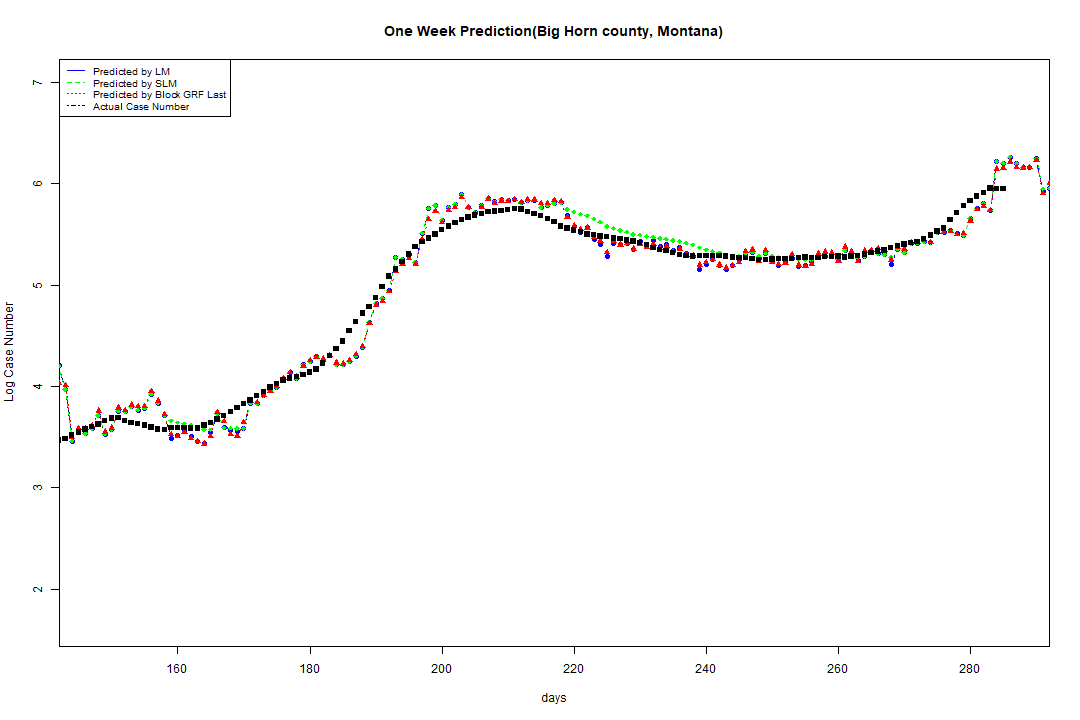 One Week Prediction(Big Horn county, Montana)
Predicted by LM
Predicted by SLM
Predicted by Block GRF Last
Actual Case Number
7
6
5
4
3
2
Log Case Number
160 180 200 220 240 260 280
days